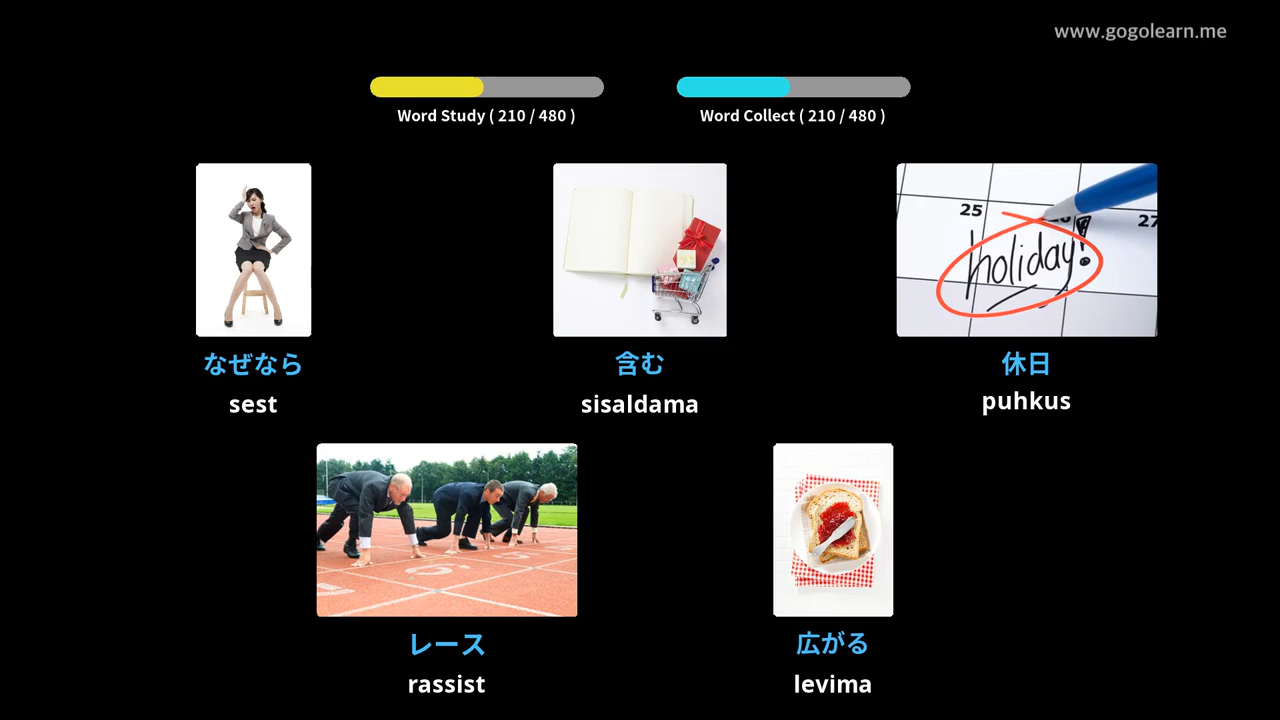 www.gogolearn.me
Word Study ( 210 / 480 )
Word Collect ( 210 / 480 )
25
26
27
holiday!
なぜなら
含む
休日
sest
sisaldama
puhkus
レース
広がる
rassist
levima